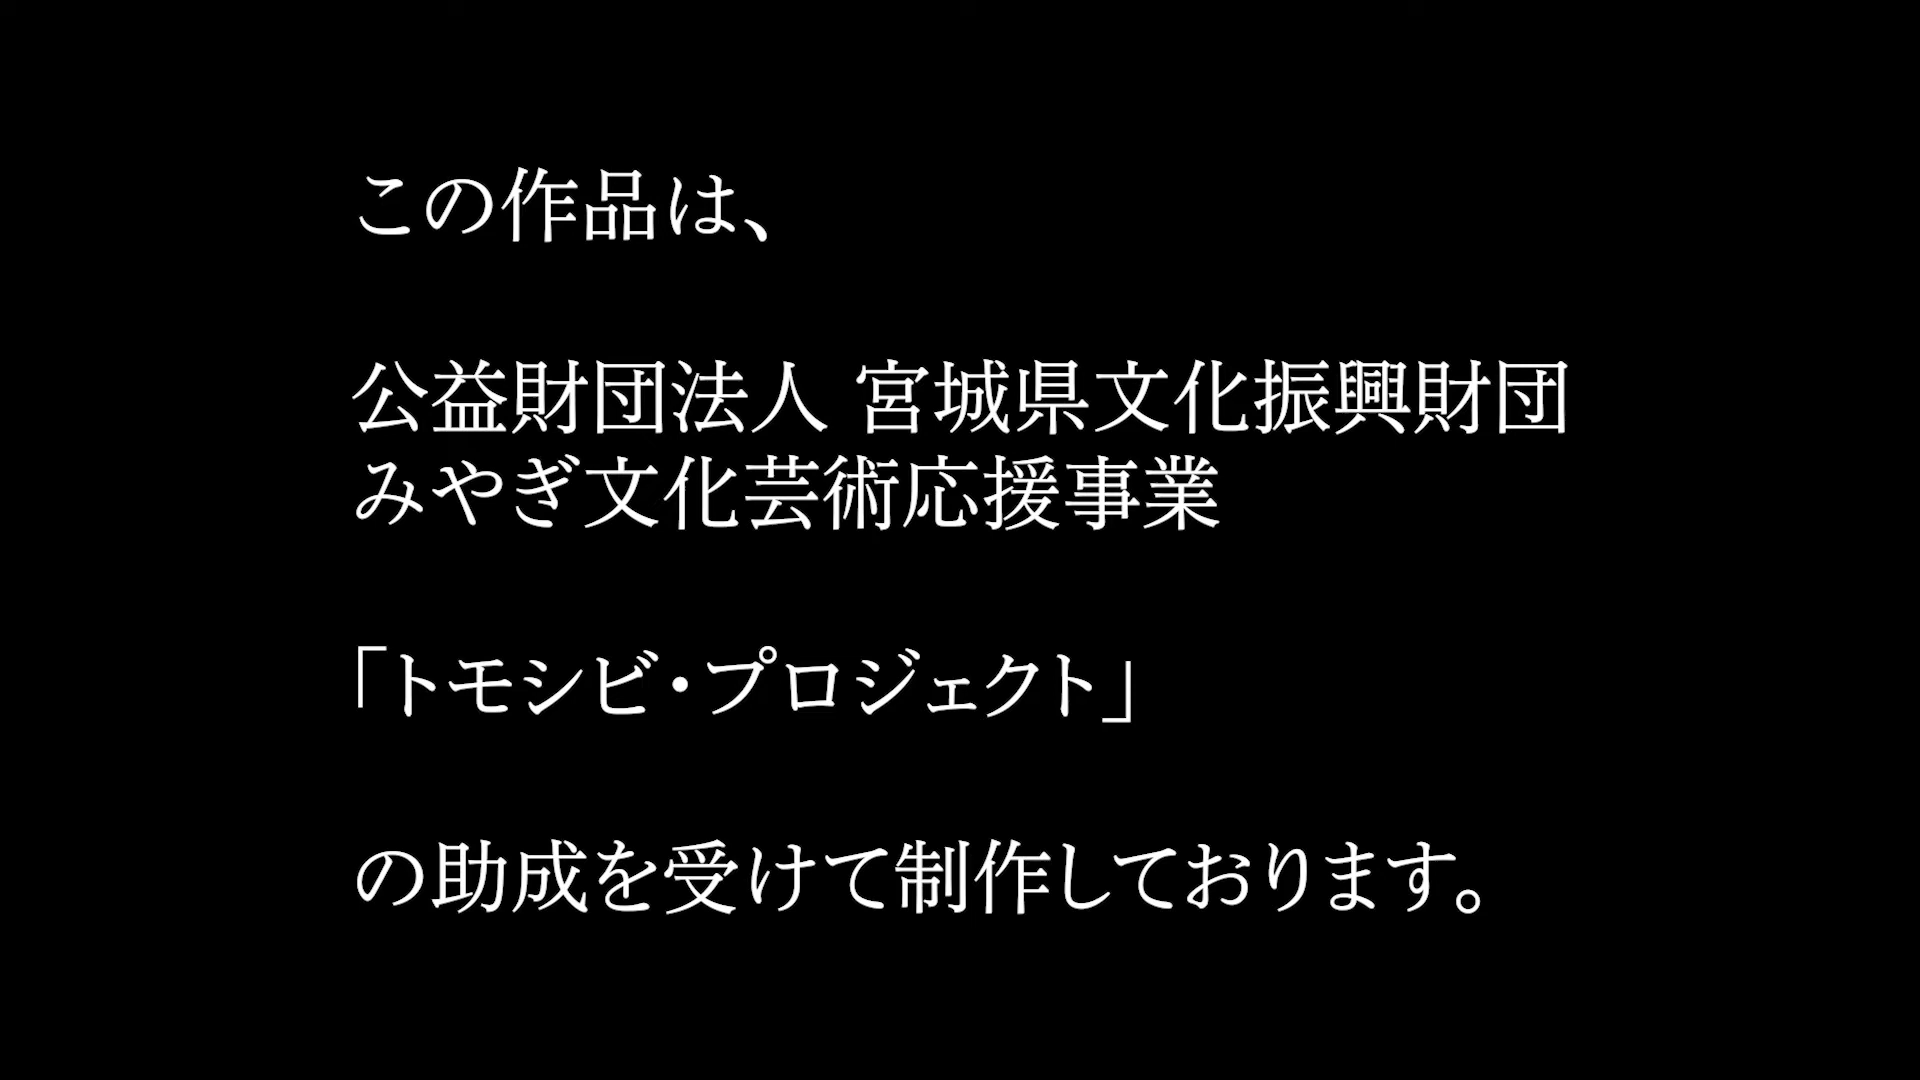 この作品は、
公益財団法人 宮城県文化振興財団
みやぎ文化芸術応援事業
「トモシビ・プロジェクト」
の助成を受けて制作しております。